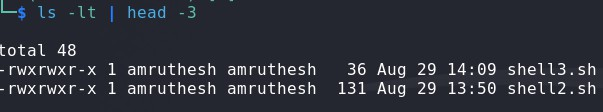 └─$ ls -lt | head -3
total 48
-rwxrwxr-x 1 amruthesh amruthesh  36 Aug 29 14:09 shell3.sh
-rwxrwxr-x 1 amruthesh amruthesh 131 Aug 29 13:50 shell2.sh